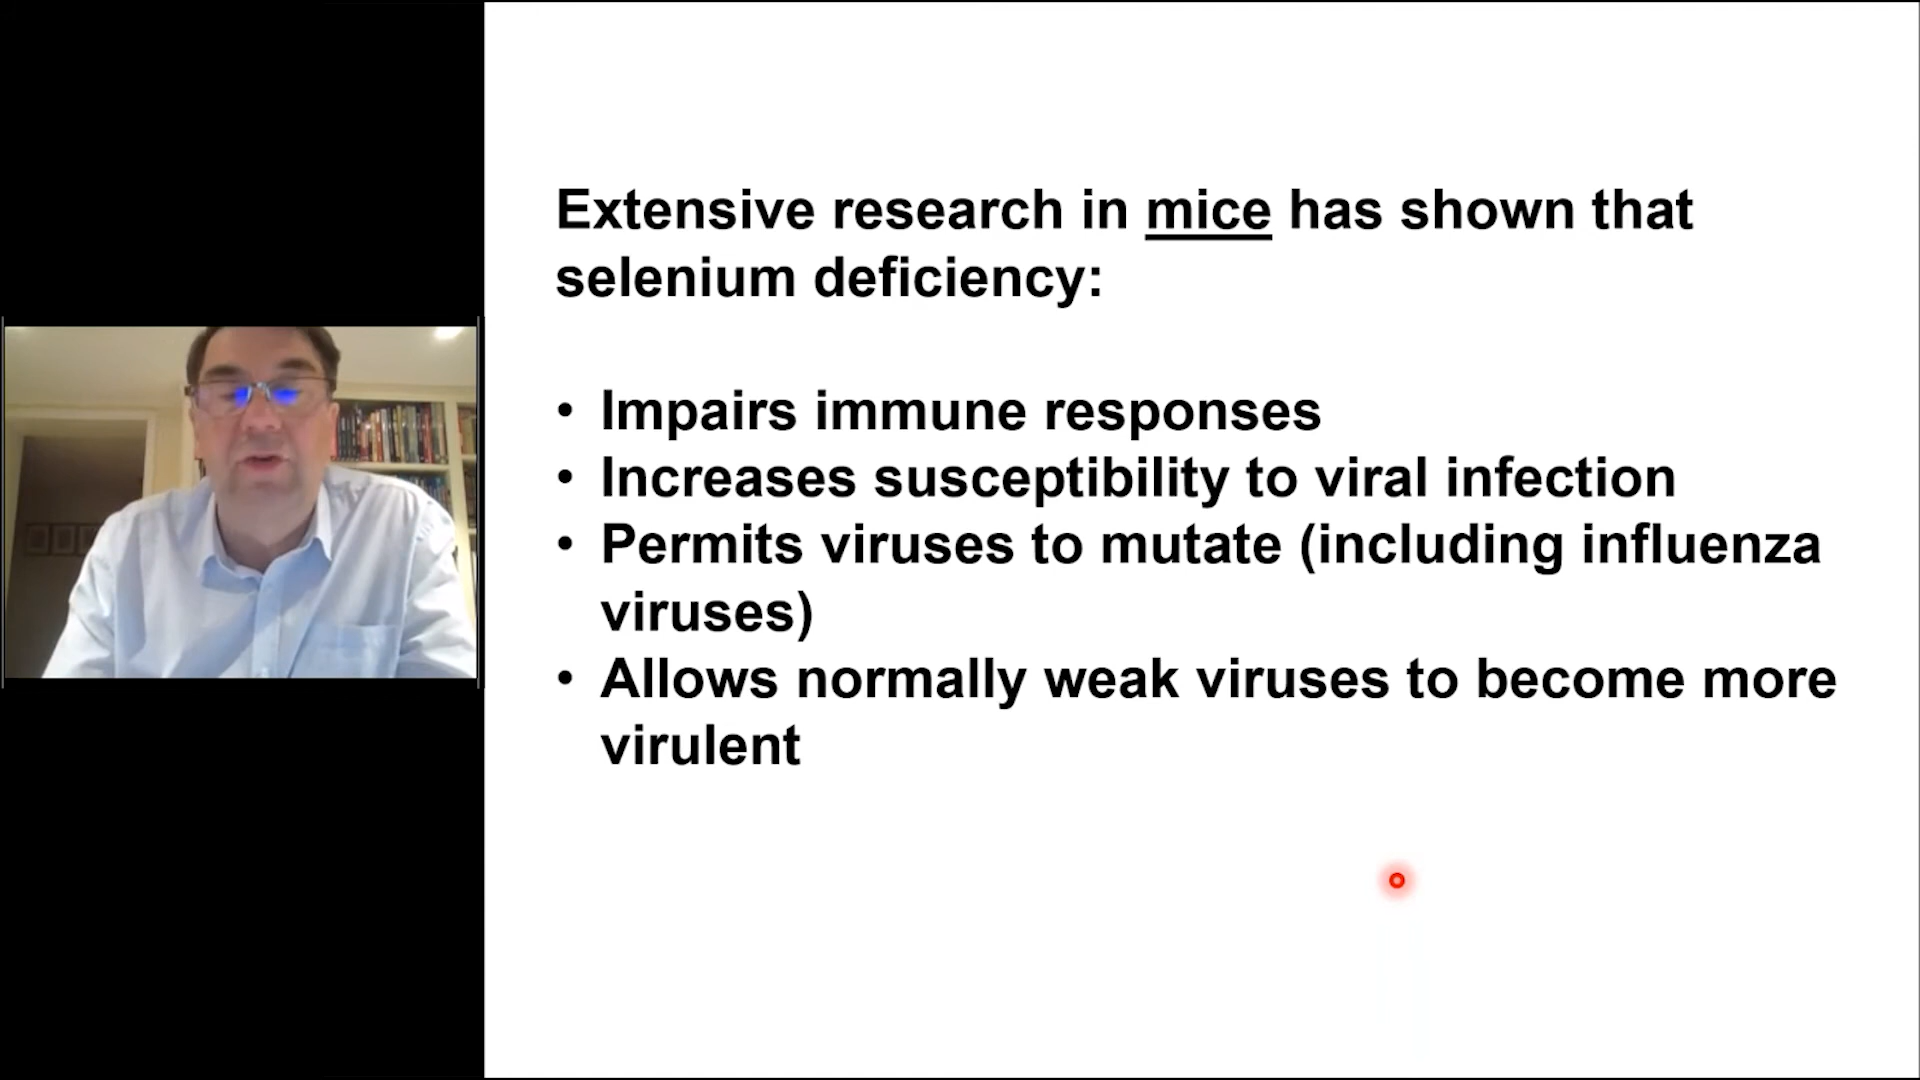 Extensive research in mice has shown that
selenium deficiency:
• Impairs immune responses
• Increases susceptibility to viral infection
• Permits viruses to mutate (including influenza
viruses)
• Allows normally weak viruses to become more
virulent